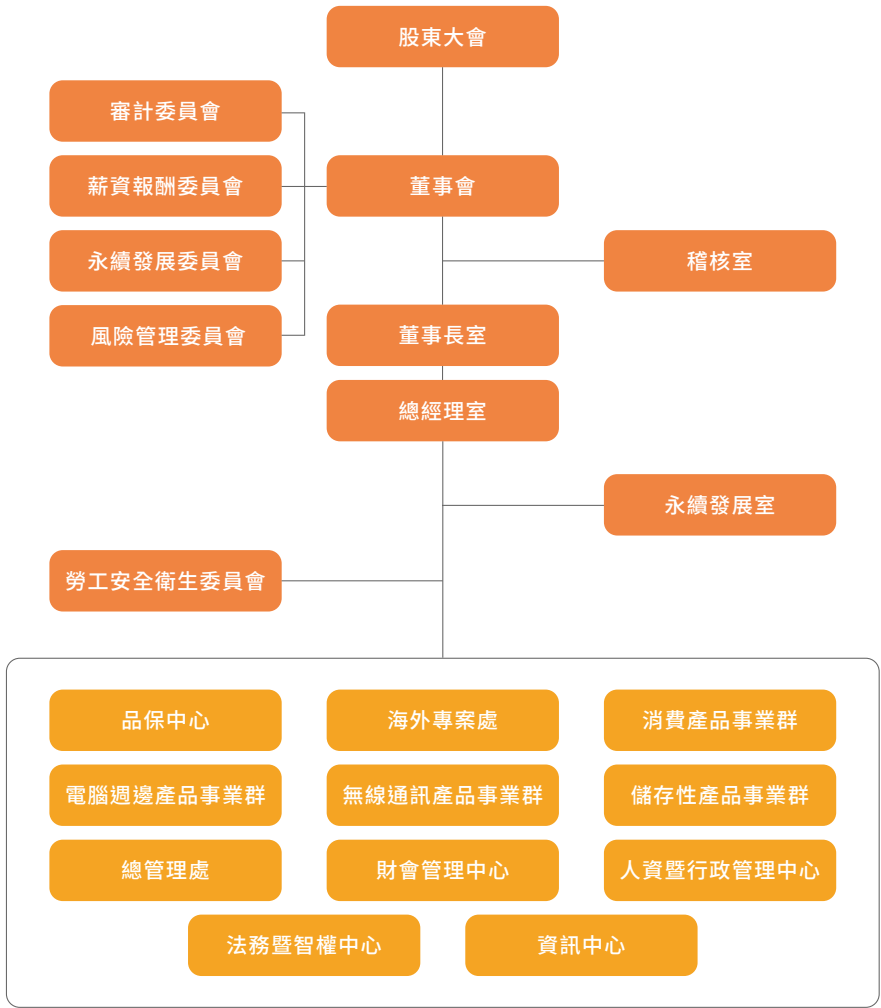 股東大會
審計委員會
薪資報酬委員會
董事會
永續發展委員會
稽核室
風險管理委員會
董事長室
總經理室
永續發展室
勞工安全衛生委員會
品保中心
海外專案處
消費產品事業群
電腦週邊產品事業群
無線通訊產品事業群
儲存性產品事業群
總管理處
財會管理中心
人資暨行政管理中心
法務暨智權中心
資訊中心